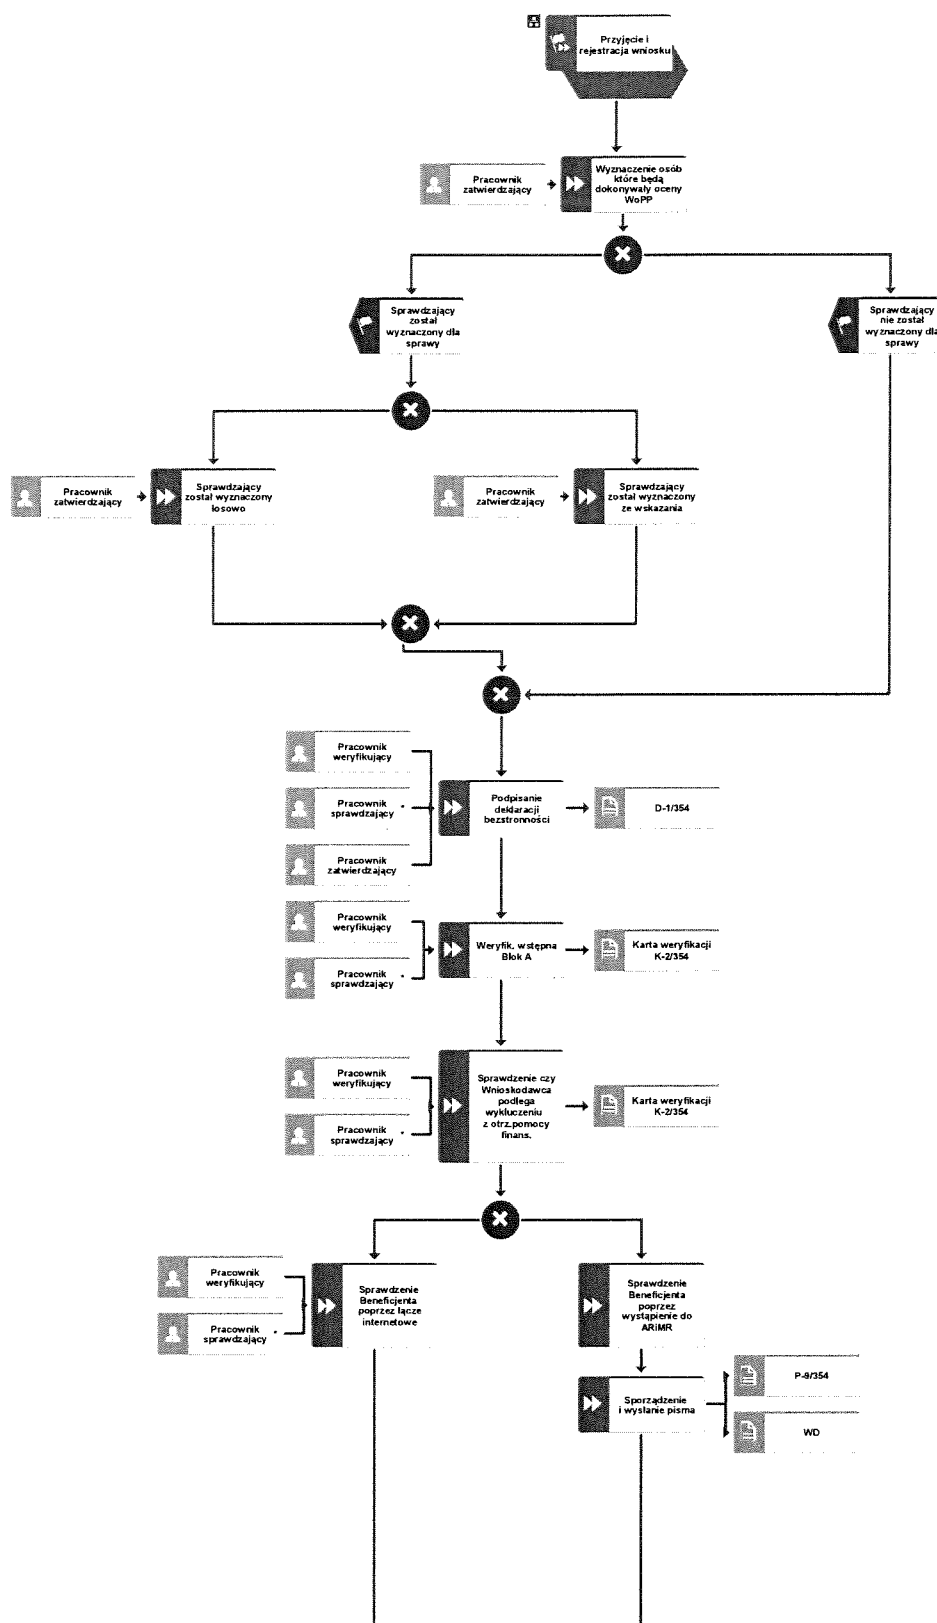 Przyjęcie i
rejestracja wniosku
Pracownik
zatwierdzający
Wyznaczenie osób
które będą
dokonywały oceny
WoPP
Sprawdzający
został
wyznaczony dla
sprawy
Sprawdzający
nie został
wyznaczony dla
sprawy
Pracownik
zatwierdzający
Sprawdzający
został wyznaczony
losowo
Pracownik
zatwierdzający
Sprawdzający
został wyznaczony
ze wskazania
Pracownik
weryfikujący
Pracownik
sprawdzający
Pracownik
zatwierdzający
Podpisanie
deklaracji
bezstronności
D-1/354
Pracownik
weryfikujący
Pracownik
sprawdzający
Weryfik. wstępna
Blok A
Karta weryfikacji
K-2/354
Pracownik
weryfikujący
Pracownik
sprawdzający
Sprawdzenie czy
Wnioskodawca
podlega
wykluczeniu
z otrz.pomocy
finans.
Karta weryfikacji
K-2/354
Pracownik
weryfikujący
Pracownik
sprawdzający
Sprawdzenie
Beneficjenta
poprzez łącze
internetowe
Sprawdzenie
Beneficjenta
poprzez
wystąpienie do
ARiMR
Sporządzenie
i wysłanie pisma
P-9/354
WD